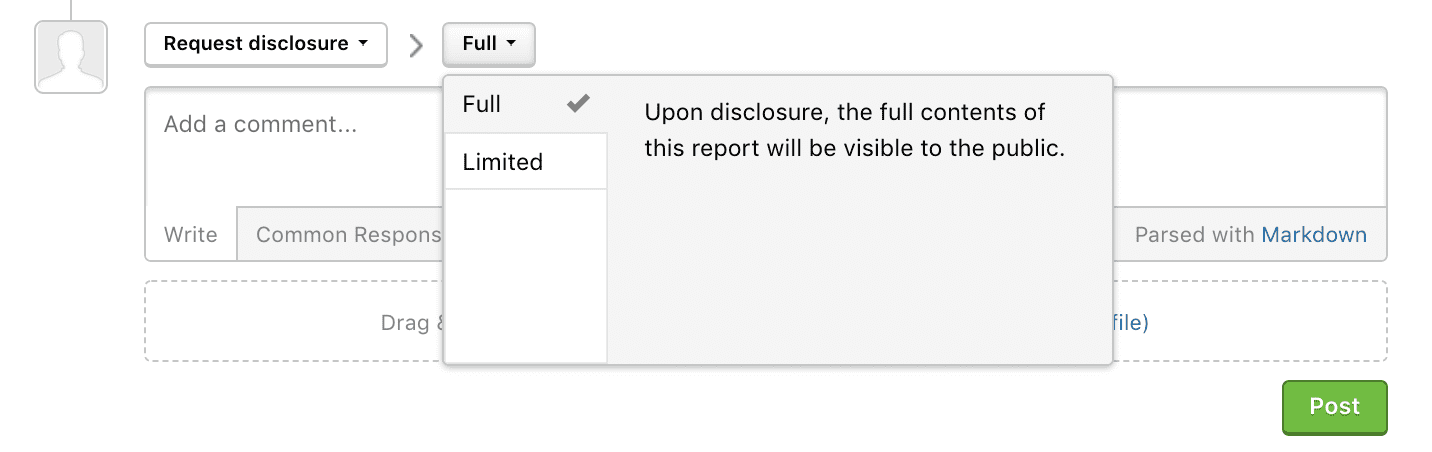 Request disclosure
Full
Full
Upon disclosure, the full contents of
this report will be visible to the public.
Limited
Add a comment...
Write
Common Respons
Parsed with Markdown
Drag &
file)
Post